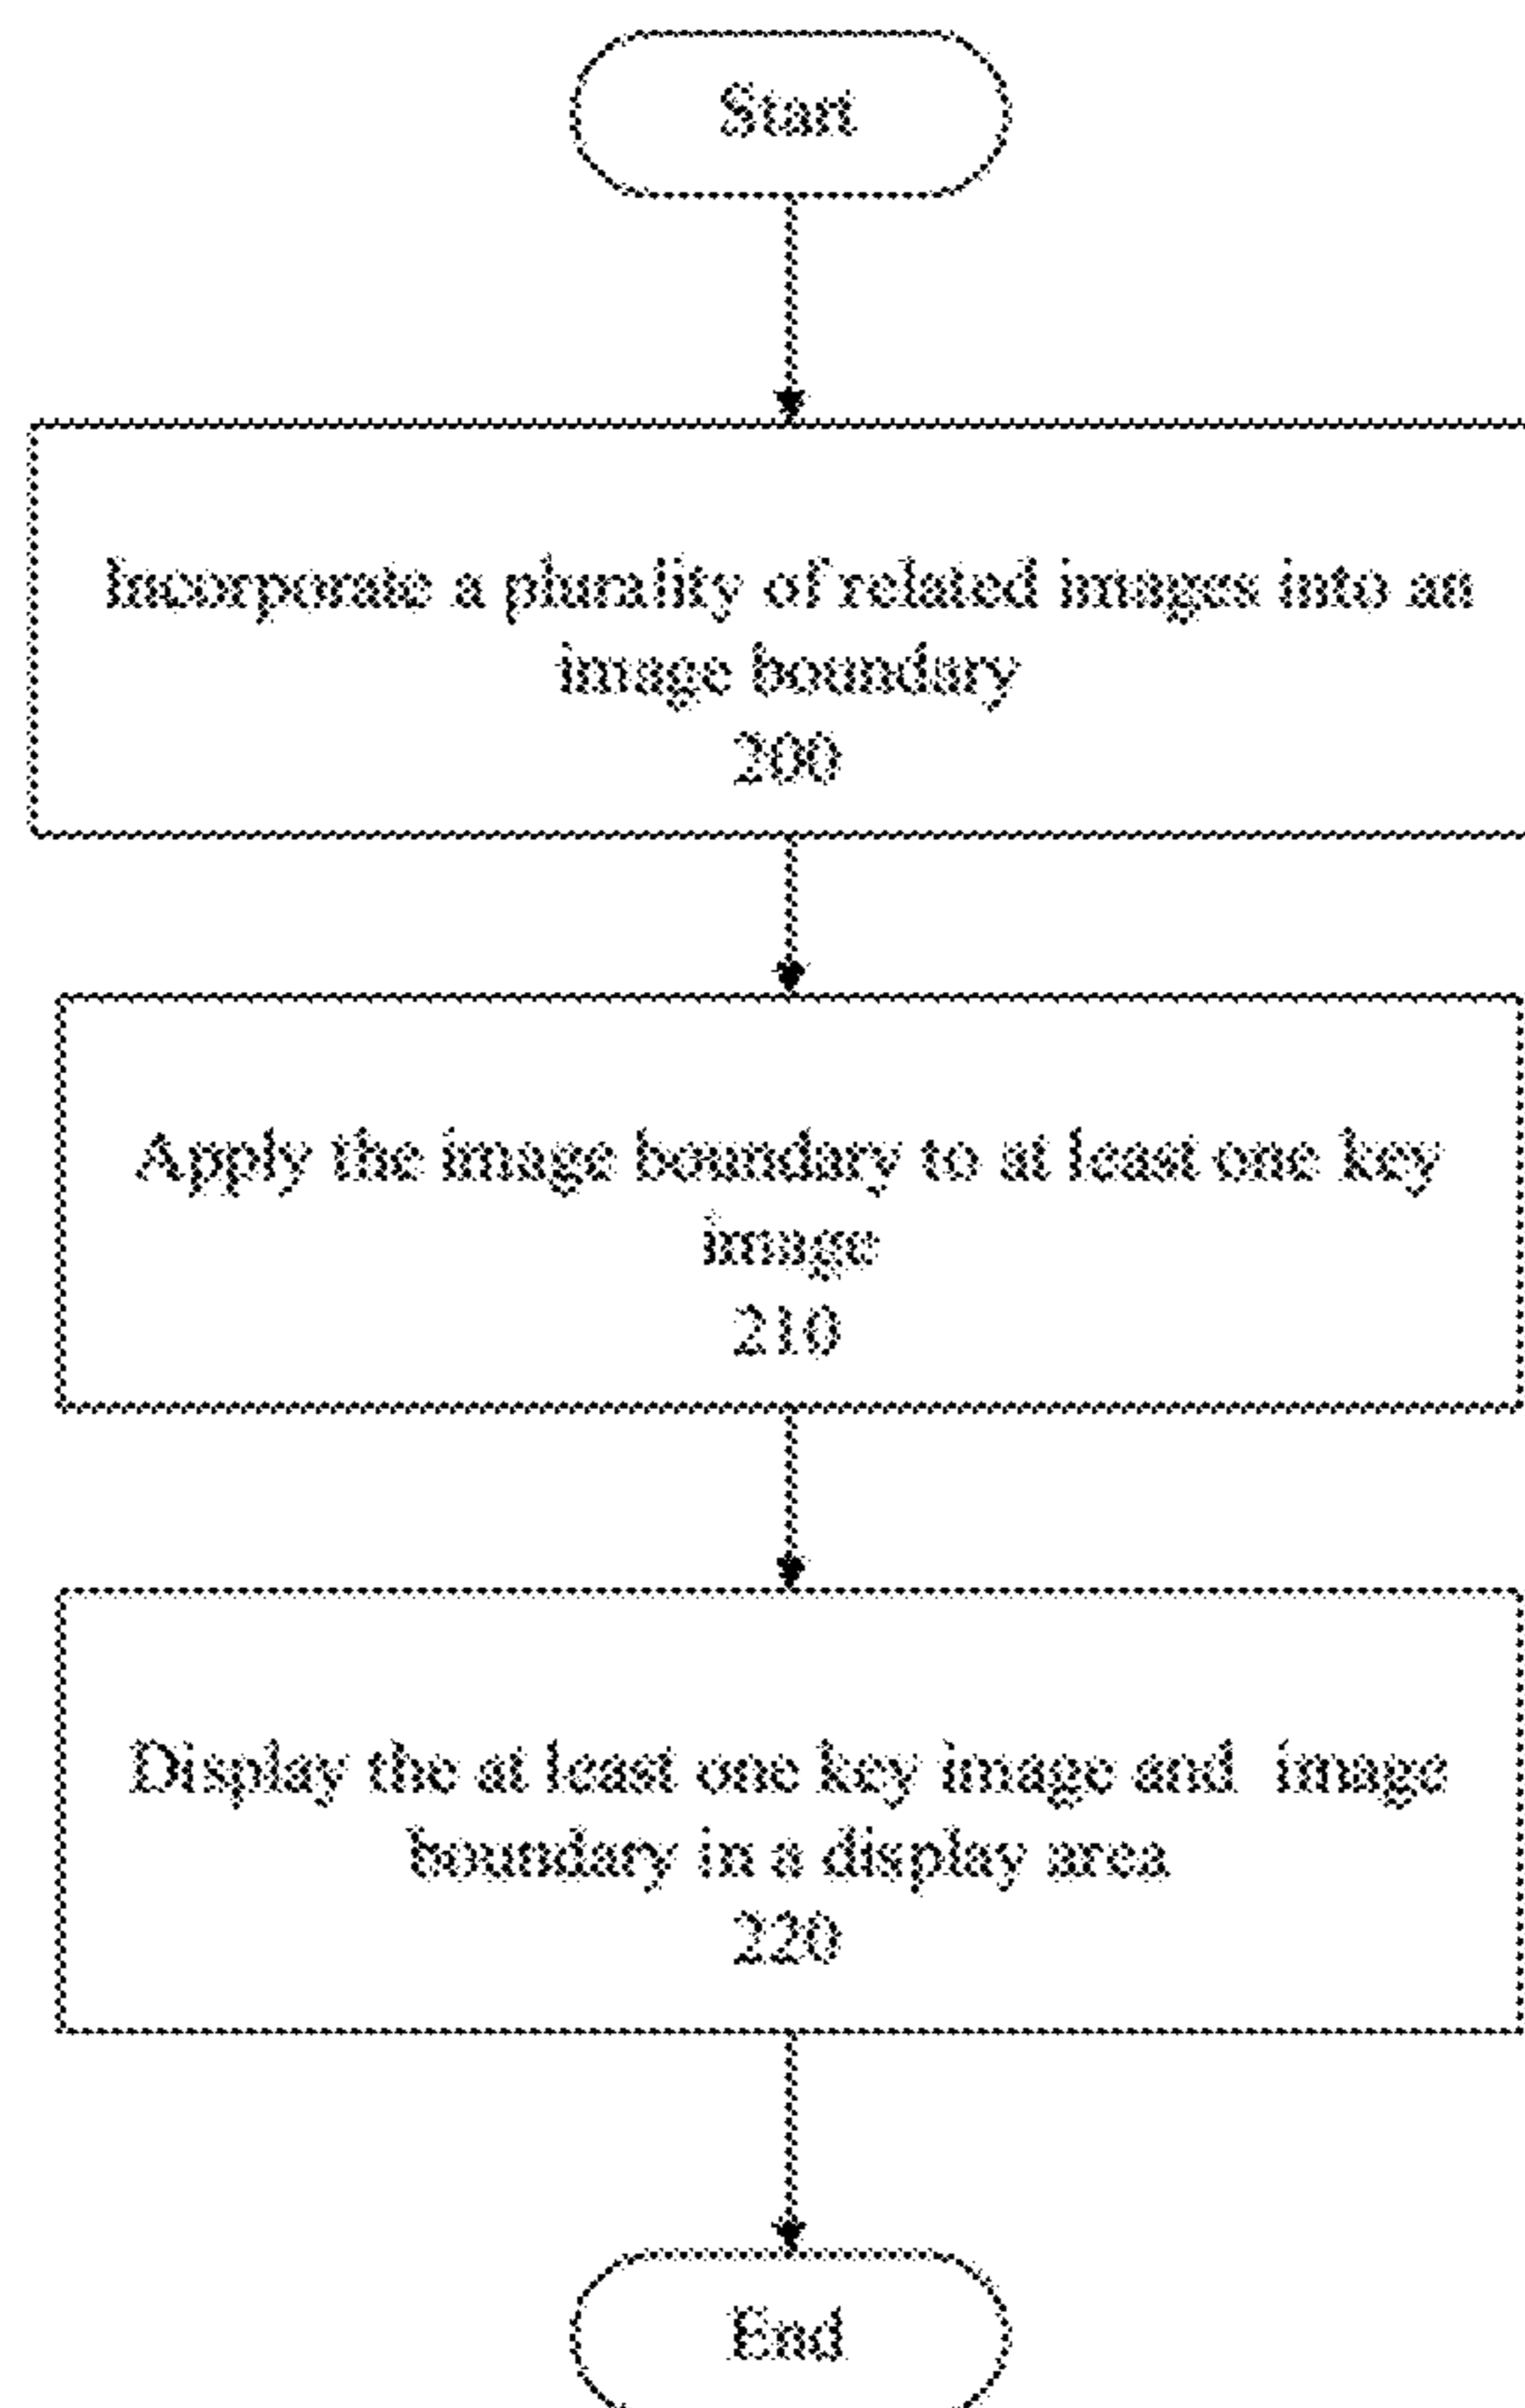 Start
Incorporate a plurality of related images into an
image boundary
200
Apply the image boundary to at least one key
image
210
Display the at least one key image and image
boundary in a display area
220
End